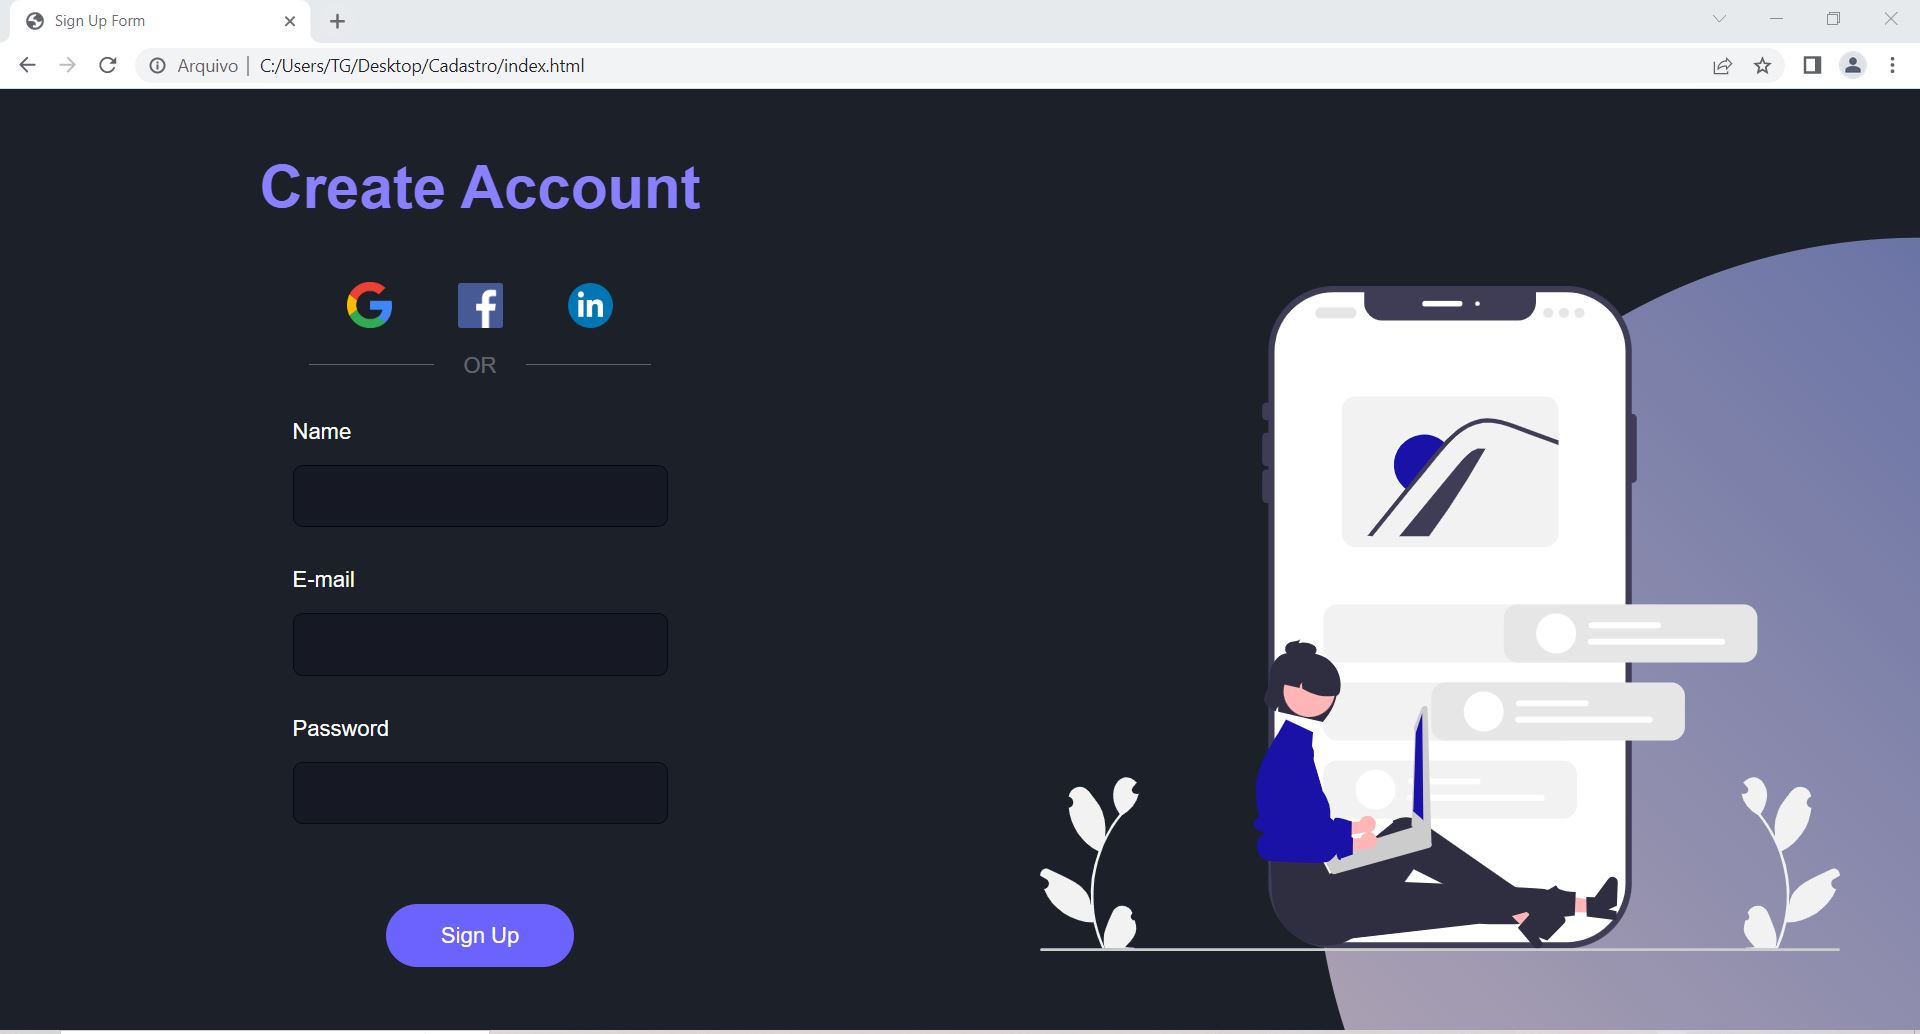 Sign Up Form
Arquivo C:/Users/TG/Desktop/Cadastro/index.html
Create Account
f in
OR
Name
E-mail
Password
Sign Up